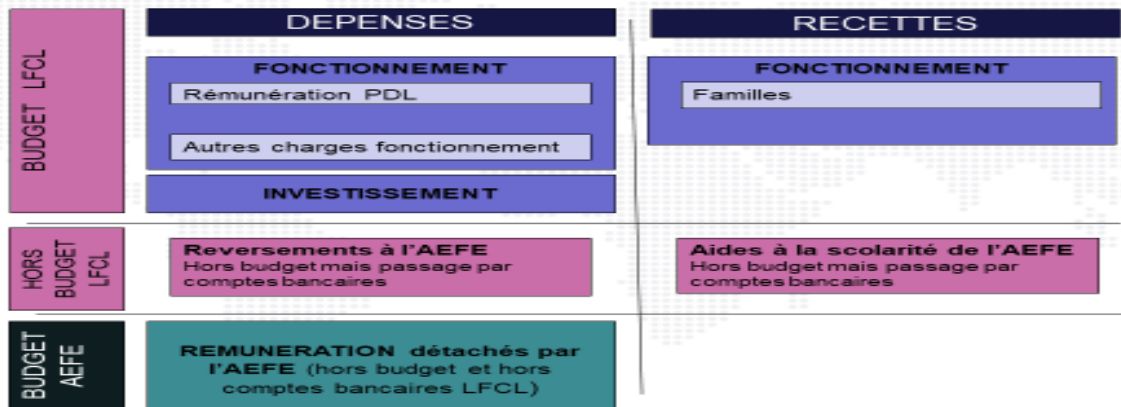 DEPENSES
RECETTES
BUDGET LFCL
FONCTIONNEMENT
Rémunération PDL
Autres charges fonctionnement
INVESTISSEMENT
FONCTIONNEMENT
Familles
HORS
BUDGET
LFCL
Reversements à l'AEFE
Hors budget mais passage par
comptes bancaires
Aides à la scolarité de l'AEFE
Hors budget mais passage par
comptes bancaires
BUDGET
AEFE
REMUNERATION détachés par
l'AEFE (hors budget et hors
comptes bancaires LFCL)